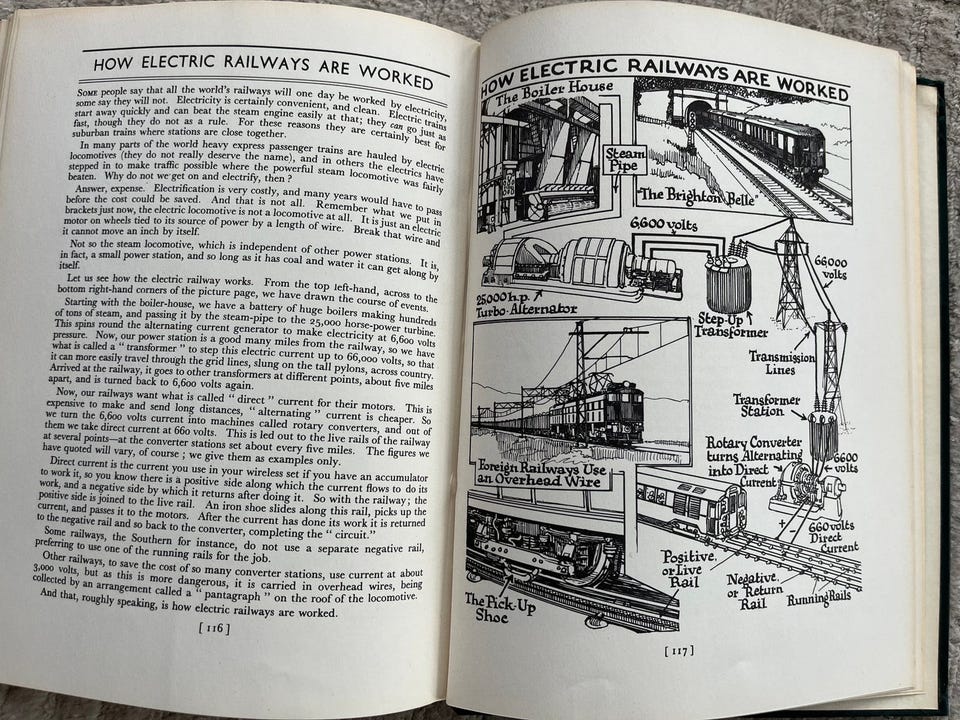 HOW ELECTRIC RAILWAYS ARE WORKED
SOME people say that all the world's railways will one day be worked by electricity,
some say they will not. Electricity is certainly convenient, and clean. Electric trains
start away quickly and can beat the steam engine easily at that; they can go just as
fast, though they do not as a rule. For these reasons they are certainly best for
suburban trains where stations are close together.
In many parts of the world heavy express passenger trains are hauled by electric
locomotives (they do not really deserve the name), and in others the electrics have
stepped in to make traffic possible where the powerful steam locomotive was fairly
beaten. Why do not we get on and electrify, then ?
Answer, expense. Electrification is very costly, and many years would have to pass
before the cost could be saved. And that is not all. Remember what we put in
brackets just now, the electric locomotive is not a locomotive at all. It is just an electric
motor on wheels tied to its source of power by a length of wire. Break that wire and
it cannot move an inch by itself.
Not so the steam locomotive, which is independent of other power stations. It is,
in fact, a small power station, and so long as it has coal and water it can get along by
itself.
Let us see how the electric railway works. From the top left-hand, across to the
bottom right-hand corners of the picture page, we have drawn the course of events.
Starting with the boiler-house, we have a battery of huge boilers making hundreds
of tons of steam, and passing it by the steam-pipe to the 25,000 horse-power turbine.
This spins round the alternating current generator to make electricity at 6,600 volts
pressure. Now, our power station is a good many miles from the railway, so we have
what is called a “ transformer ” to step this electric current up to 66,000 volts, so that
it can more easily travel through the grid lines, slung on the tall pylons, across country.
Arrived at the railway, it goes to other transformers at different points, about five miles
apart, and is turned back to 6,600 volts again.
Now, our railways want what is called “ direct ” current for their motors. This is
expensive to make and send long distances, “ alternating ” current is cheaper. So
we turn the 6,600 volt current into machines called rotary converters, and out of
them we take direct current at 660 volts. This is led out to the live rails of the railway
at several points—at the converter stations set about every five miles. The figures we
have quoted will vary, of course ; we give them as examples only.
Direct current is the current you use in your wireless set if you have an accumulator
to work it, so you know there is a positive side along which the current flows to do its
work, and a negative side by which it returns after doing it. So with the railway ; the
positive side is joined to the live rail. An iron shoe slides along this rail, picks up the
current, and passes it to the motors. After the current has done its work it is returned
to the negative rail and so back to the converter, completing the “ circuit.”
Some railways, the Southern for instance, do not use a separate negative rail,
preferring to use one of the running rails for the job.
Other railways, to save the cost of so many converter stations, use current at about
3,000 volts, but as this is more dangerous, it is carried in overhead wires, being
collected by an arrangement called a “ pantagraph ” on the roof of the locomotive.
And that, roughly speaking, is how electric railways are worked.
[ 116 ]
HOW ELECTRIC RAILWAYS ARE WORKED
The Boiler House
Steam
Pipe
"The Brighton Belle"
6,600 volts
66000
volts
25,000 h.p.
Turbo-Alternator
Step-Up
Transformer
Transmission
Lines
Transformer
Station
Rotary Converter
turns Alternating
into Direct
Current
6600
volts
Foreign Railways Use
an Overhead Wire
+
-
660 volts
Direct
Current
Positive,
or Live
Rail
Negative,
or Return
Rail
Running Rails
The Pick-Up
Shoe
[ 117 ]